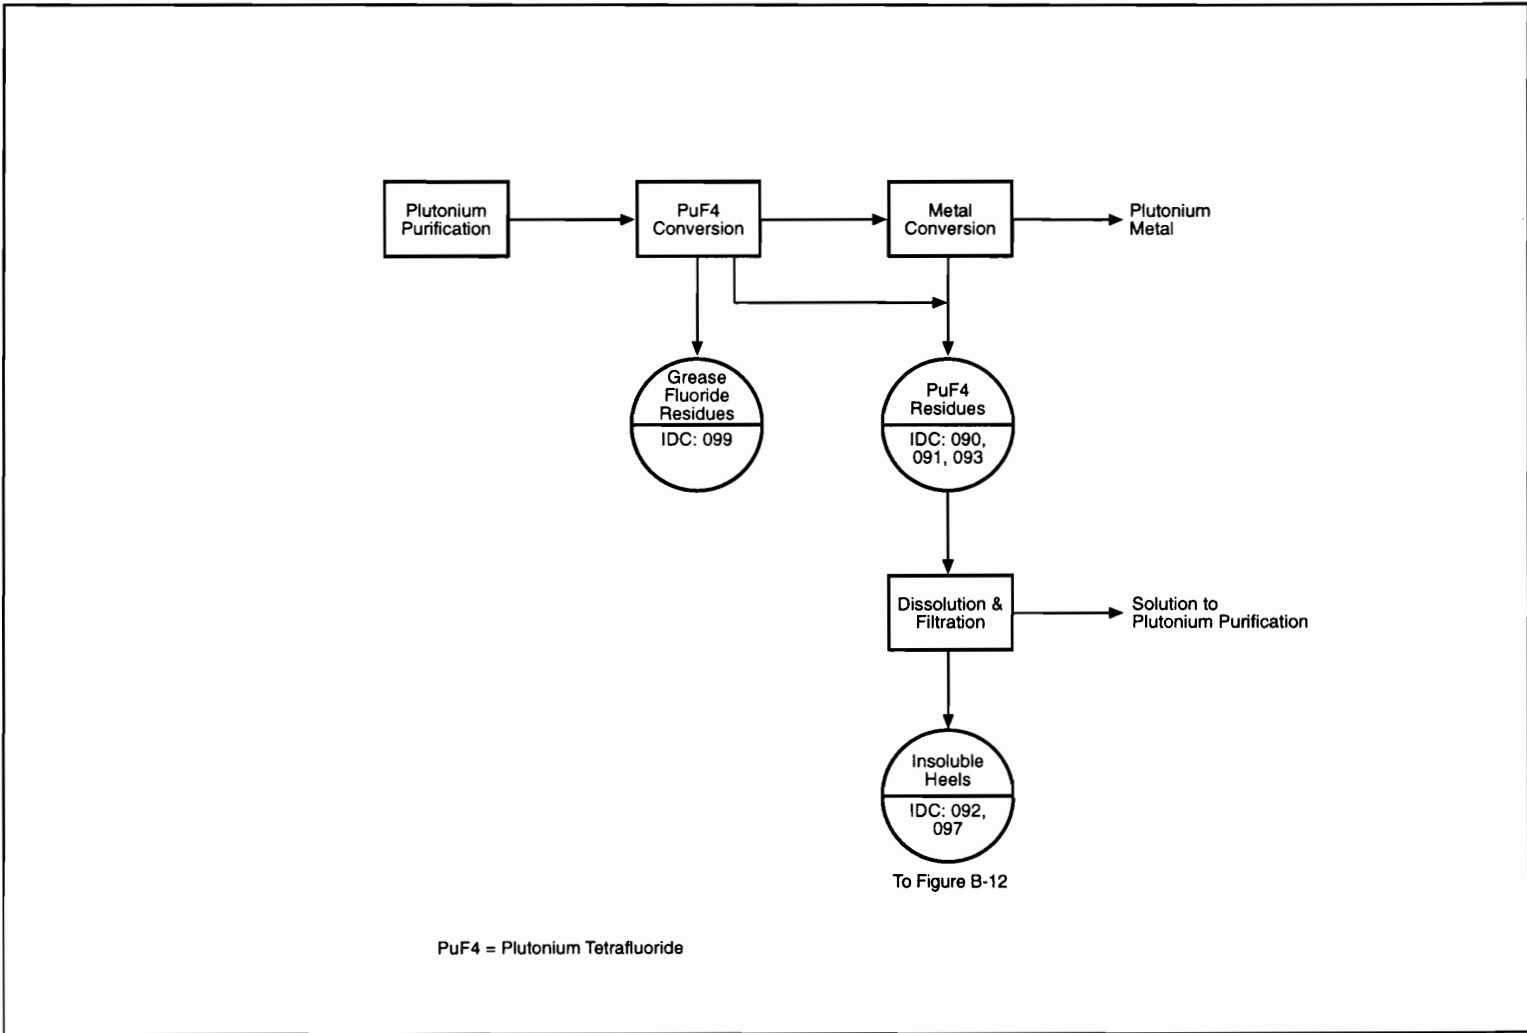 Plutonium
Purification
PuF4
Conversion
Metal
Conversion
Plutonium
Metal
Grease
Fluoride
Residues
IDC: 099
PuF4
Residues
IDC: 090,
091, 093
Dissolution &
Filtration
Solution to
Plutonium Purification
Insoluble
Heels
IDC: 092,
097
To Figure B-12
PuF4 = Plutonium Tetrafluoride